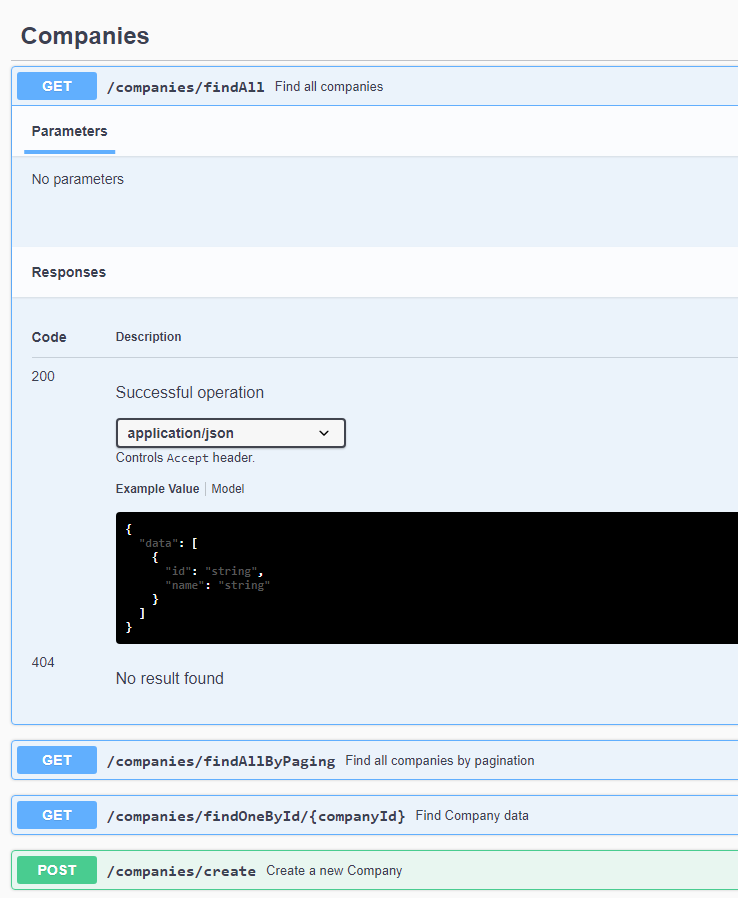 Companies
GET /companies/findAll Find all companies
Parameters
No parameters
Responses
Code Description
200
Successful operation
application/json
Controls Accept header.
Example Value Model
{
"data": [
{
"id": "string",
"name": "string"
}
]
}
404
No result found
GET /companies/findAllByPaging Find all companies by pagination
GET /companies/findOneById/{companyId} Find Company data
POST /companies/create Create a new Company